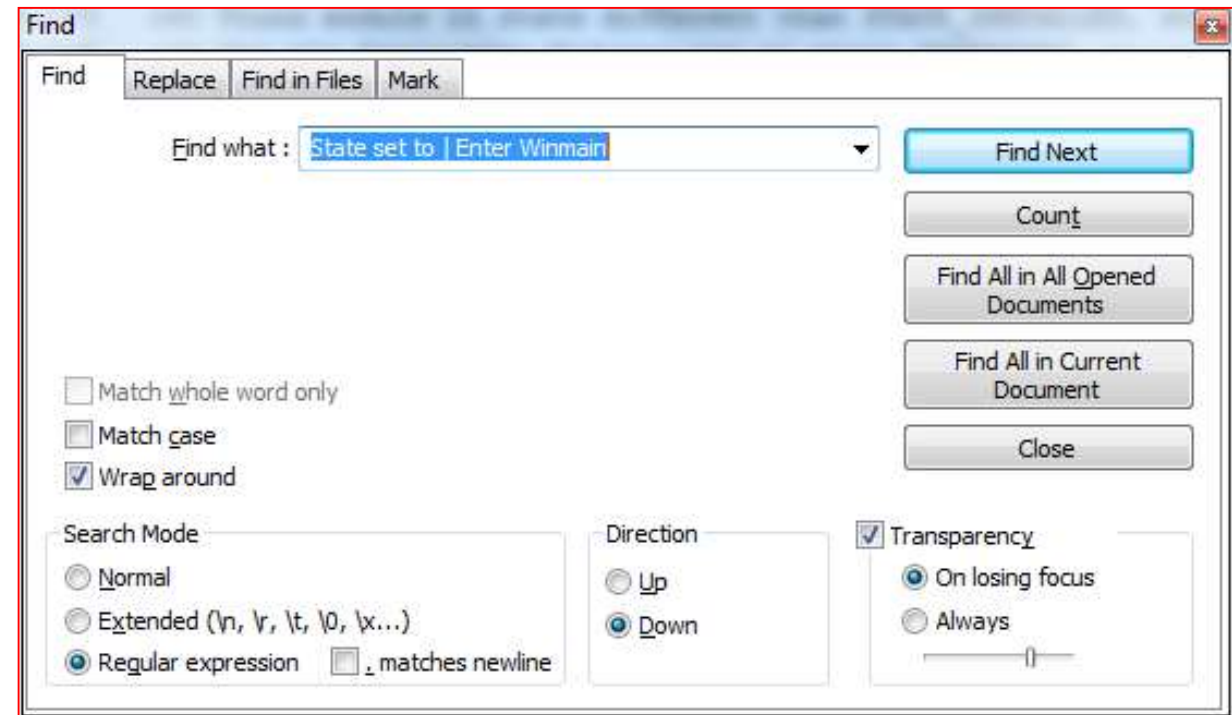 Find
Find Replace Find in Files Mark
Find what : State set to | Enter Winmain
Find Next
Count
Find All in All Opened
Documents
Find All in Current
Document
Close
Match whole word only
Match case
Wrap around
Search Mode
Normal
Extended (\n, \r, \t, \0, \x...)
Regular expression . matches newline
Direction
Up
Down
Transparency
On losing focus
Always